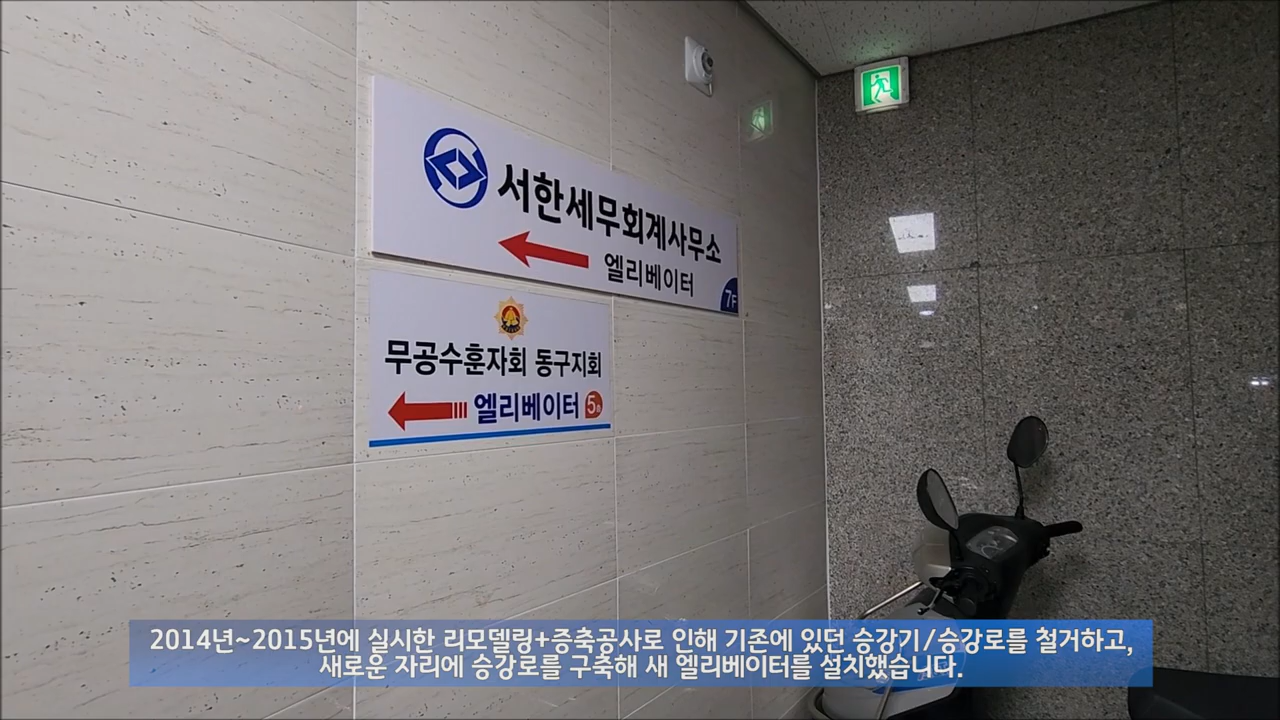 서한세무회계사무소
엘리베이터
7F
무공수훈자회 동구지회
엘리베이터 5층
2014년~2015년에 실시한 리모델링+증축공사로 인해 기존에 있던 승강기/승강로를 철거하고,
새로운 자리에 승강로를 구축해 새 엘리베이터를 설치했습니다.